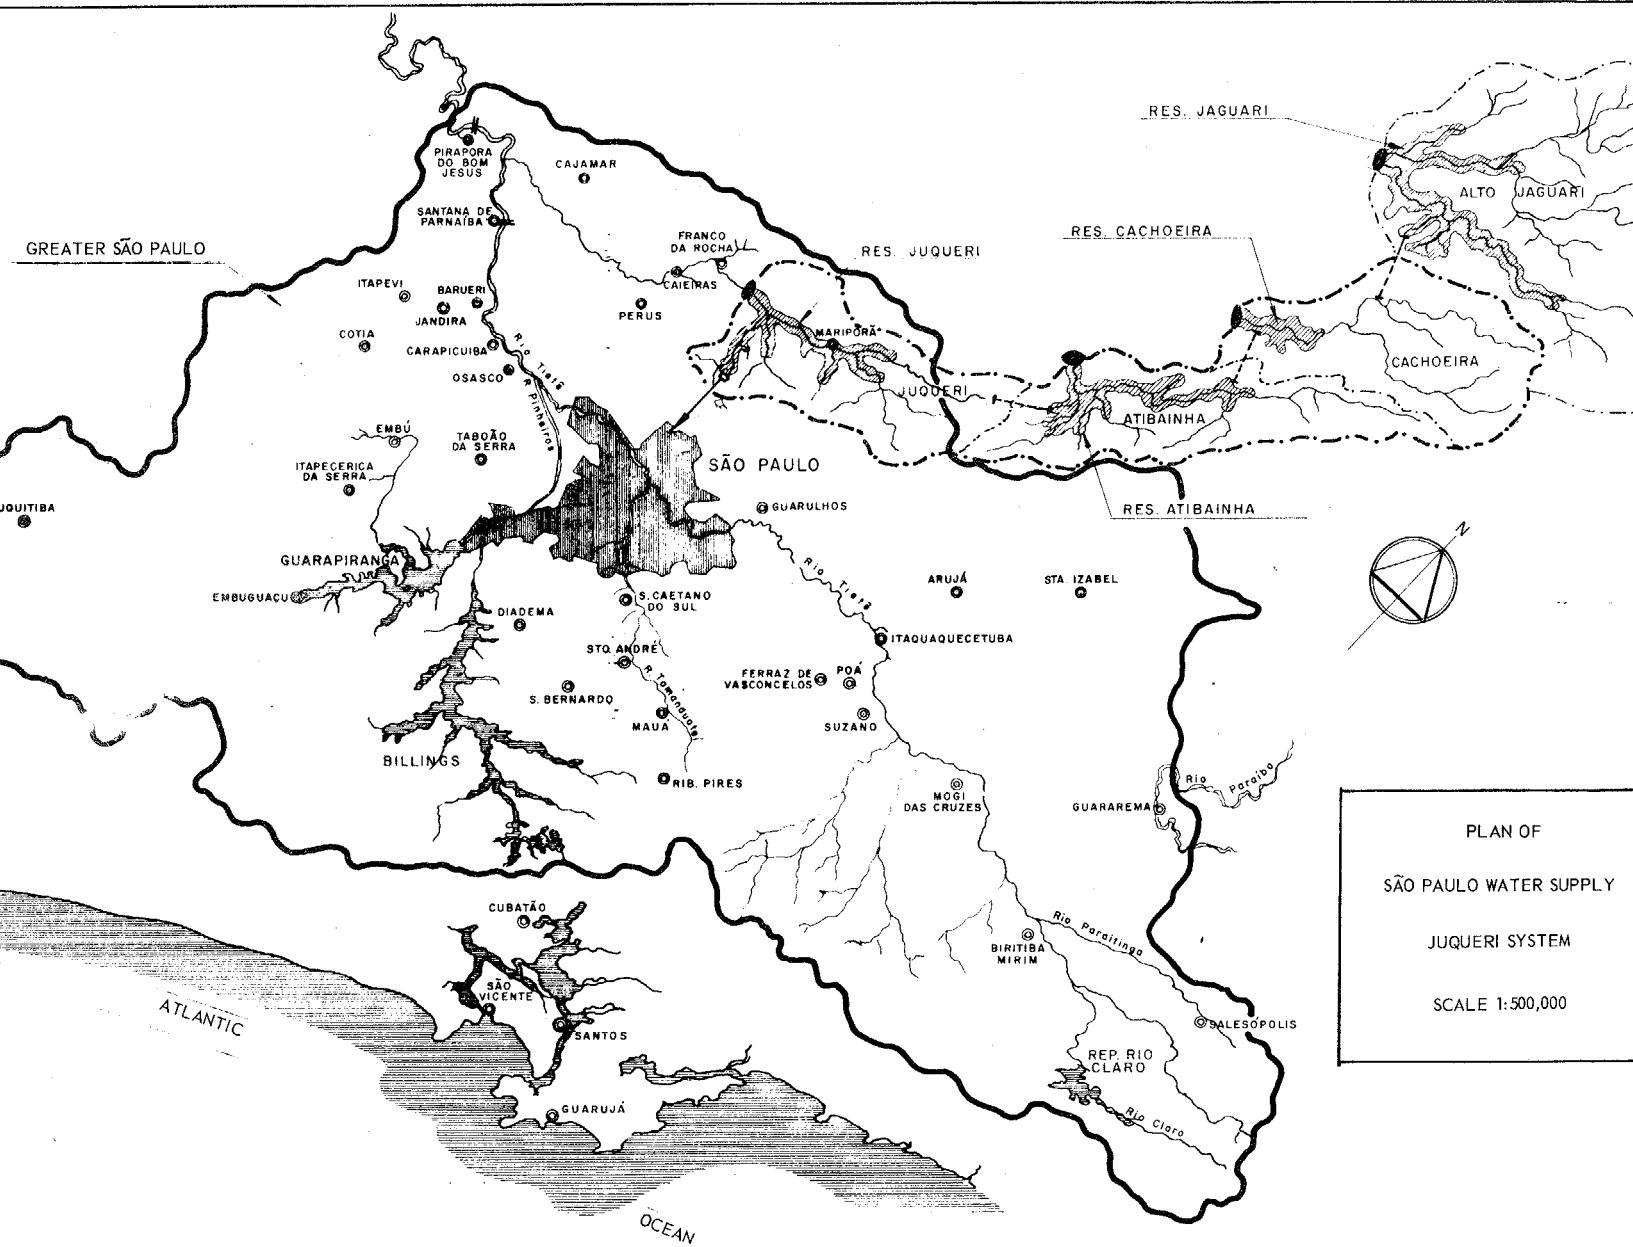 RES. JAGUARI
PIRAPORA
DO BOM
JESUS
CAJAMAR
ALTO JAGUARI
SANTANA DE
PARNAÍBA
GREATER SÃO PAULO
FRANCO
DA ROCHA
RES. JUQUERI
RES. CACHOEIRA
ITAPEVI
BARUERI
CAIEIRAS
JANDIRA
PERUS
COTIA
CARAPICUIBA
MARIPORÃ
OSASCO
Rio Tietê
R. Pinheiros
JUQUERI
CACHOEIRA
ATIBAINHA
EMBÚ
TABOÃO
DA SERRA
ITAPECERICA
DA SERRA
SÃO PAULO
UQUITIBA
GUARULHOS
RES. ATIBAINHA
N
GUARAPIRANGA
EMBUGUAÇU
Rio Tietê
ARUJÁ
STA. IZABEL
S. CAETANO
DO SUL
DIADEMA
ITAQUAQUECETUBA
STO. ANDRÉ
R. Tamanduateí
FERRAZ DE
VASCONCELOS
POÁ
S. BERNARDO
MAUÁ
SUZANO
BILLINGS
RIB. PIRES
MOGI
DAS CRUZES
GUARAREMA
Rio Paraíba
PLAN OF
SÃO PAULO WATER SUPPLY
JUQUERI SYSTEM
SCALE 1:500,000
CUBATÃO
Rio Paraitinga
BIRITIBA
MIRIM
SÃO
VICENTE
ATLANTIC
SANTOS
SALESÓPOLIS
REP. RIO
CLARO
GUARUJÁ
Rio Claro
OCEAN